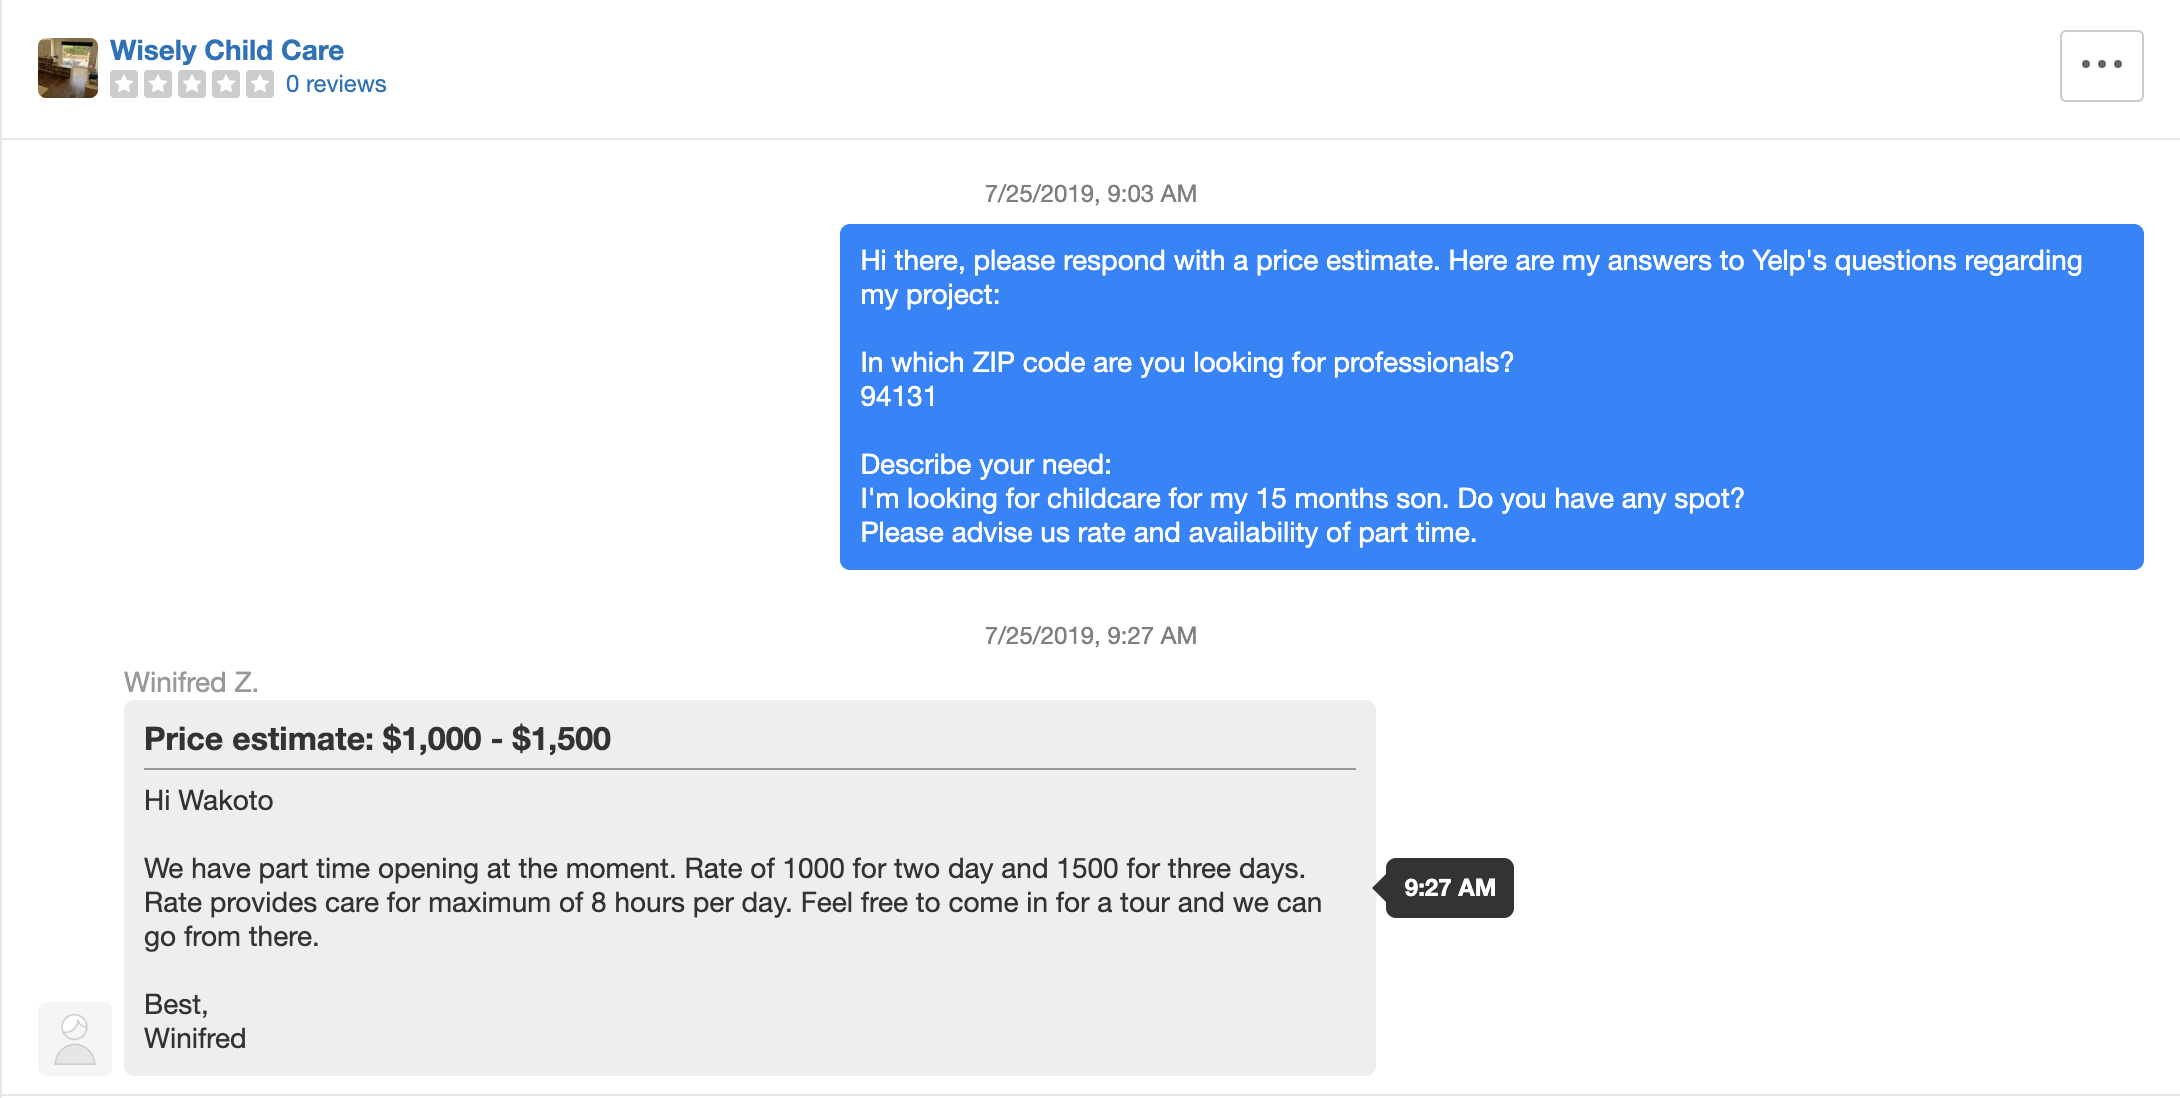 Wisely Child Care
0 reviews
7/25/2019, 9:03 AM
Hi there, please respond with a price estimate. Here are my answers to Yelp's questions regarding
my project:
In which ZIP code are you looking for professionals?
94131
Describe your need:
I'm looking for childcare for my 15 months son. Do you have any spot?
Please advise us rate and availability of part time.
7/25/2019, 9:27 AM
Winifred Z.
Price estimate: $1,000 - $1,500
Hi Wakoto
We have part time opening at the moment. Rate of 1000 for two day and 1500 for three days.
Rate provides care for maximum of 8 hours per day. Feel free to come in for a tour and we can
go from there.
9:27 AM
Best,
Winifred